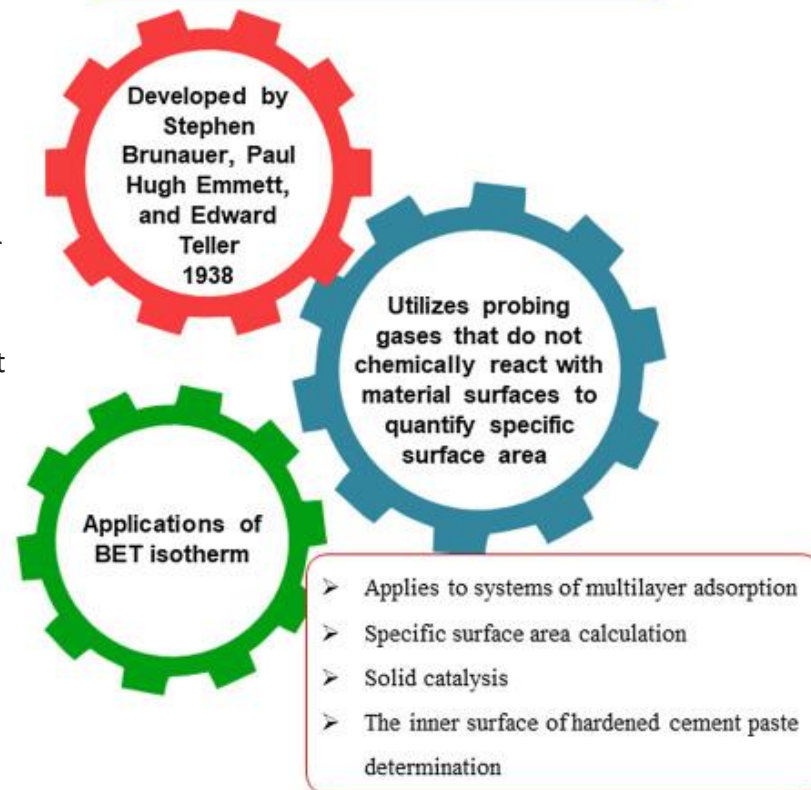 Developed by
Stephen
Brunauer, Paul
Hugh Emmett,
and Edward
Teller
1938
Utilizes probing
gases that do not
chemically react with
material surfaces to
quantify specific
surface area
Applications of
BET isotherm
➢ Applies to systems of multilayer adsorption
➢ Specific surface area calculation
➢ Solid catalysis
➢ The inner surface of hardened cement paste
determination